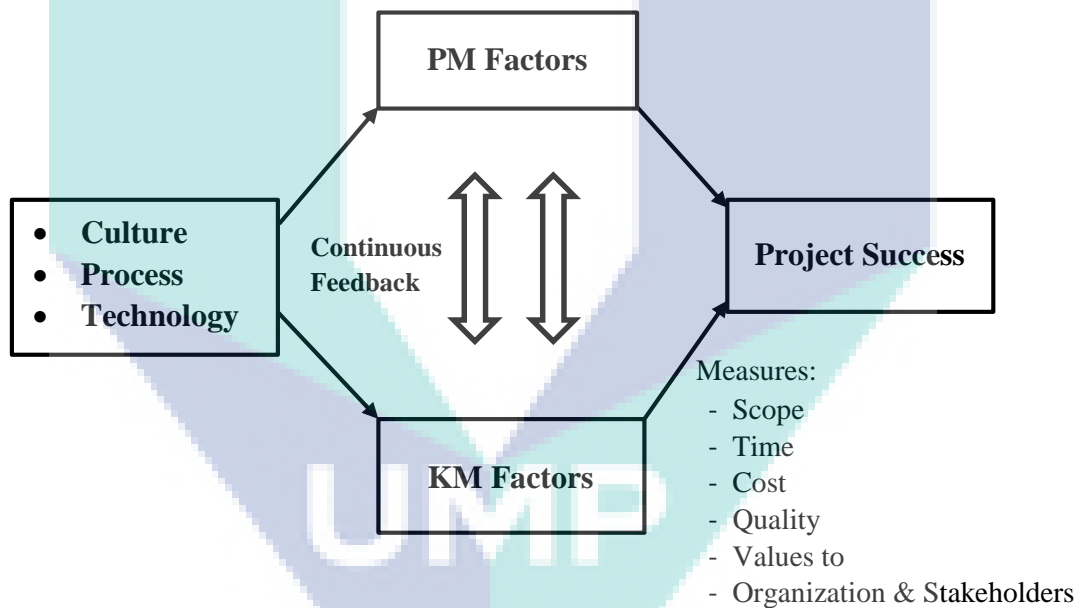 PM Factors
• Culture
• Process
• Technology
Continuous
Feedback
Project Success
KM Factors
Measures:
- Scope
- Time
- Cost
- Quality
- Values to
- Organization & Stakeholders
UMP